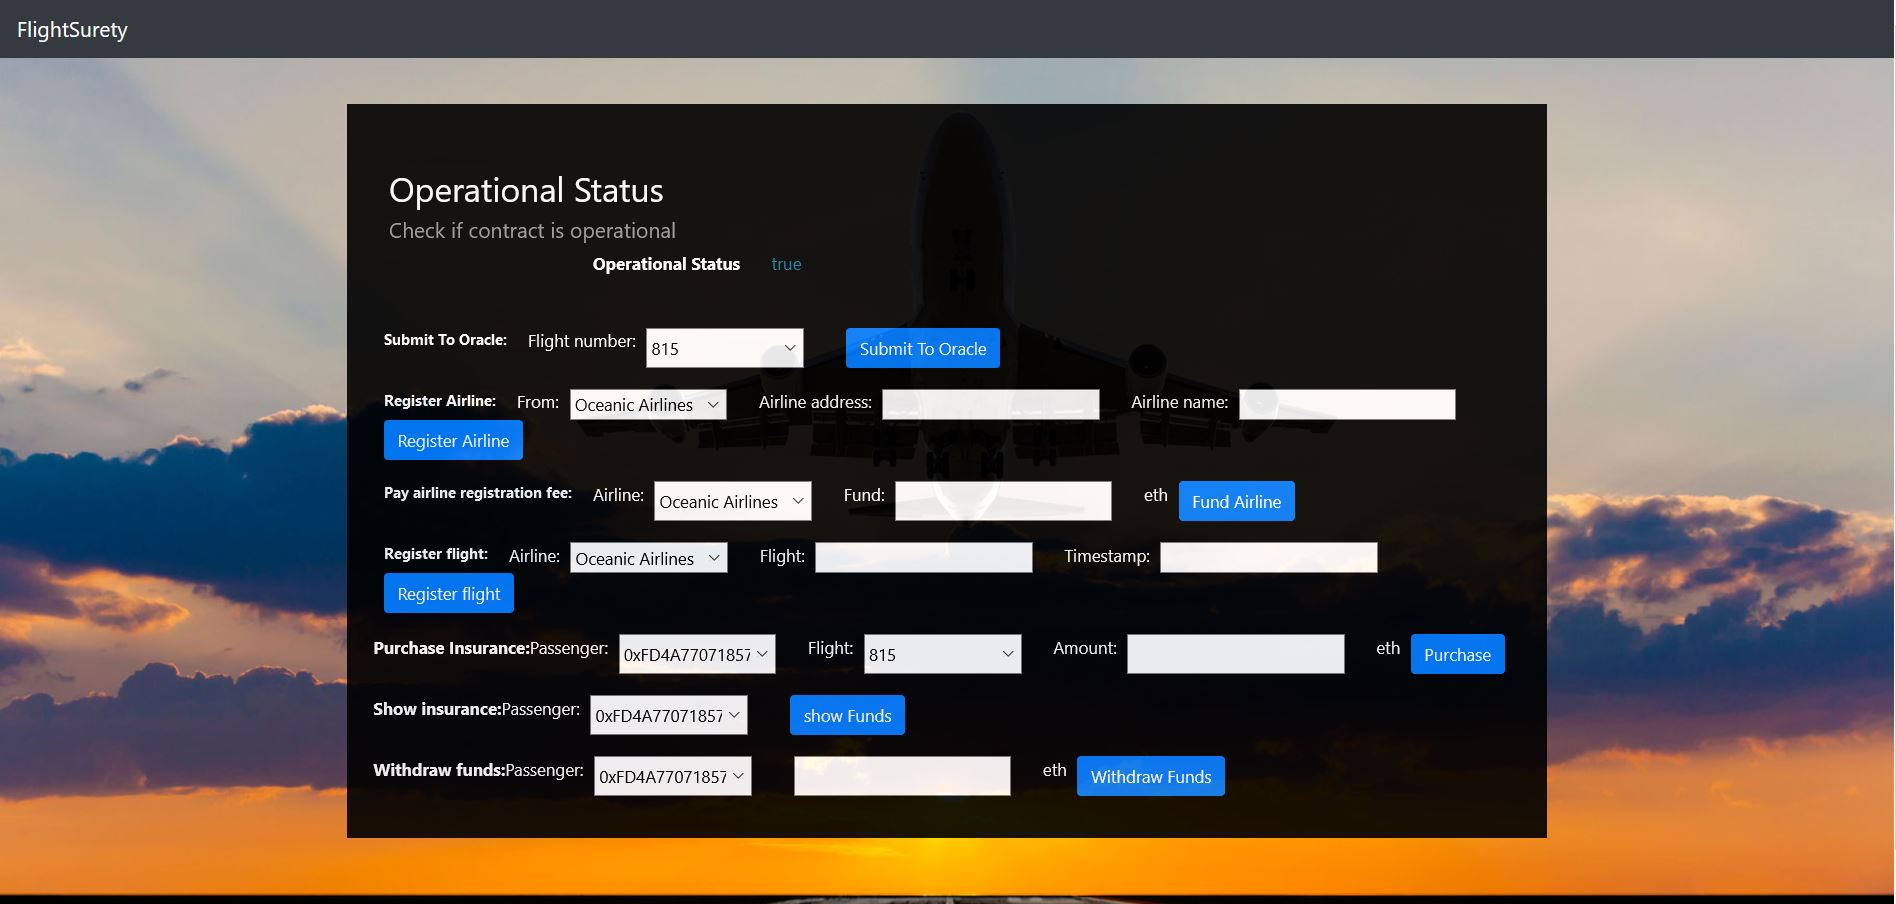 FlightSurety
Operational Status
Check if contract is operational
Operational Status true
Submit To Oracle: Flight number: 815 Submit To Oracle
Register Airline: From: Oceanic Airlines Airline address: Airline name:
Register Airline
Pay airline registration fee: Airline: Oceanic Airlines Fund: eth Fund Airline
Register flight: Airline: Oceanic Airlines Flight: Timestamp:
Register flight
Purchase Insurance:Passenger: 0xFD4A77071857 Flight: 815 Amount: eth Purchase
Show insurance:Passenger: 0xFD4A77071857 show Funds
Withdraw funds:Passenger: 0xFD4A77071857 eth Withdraw Funds